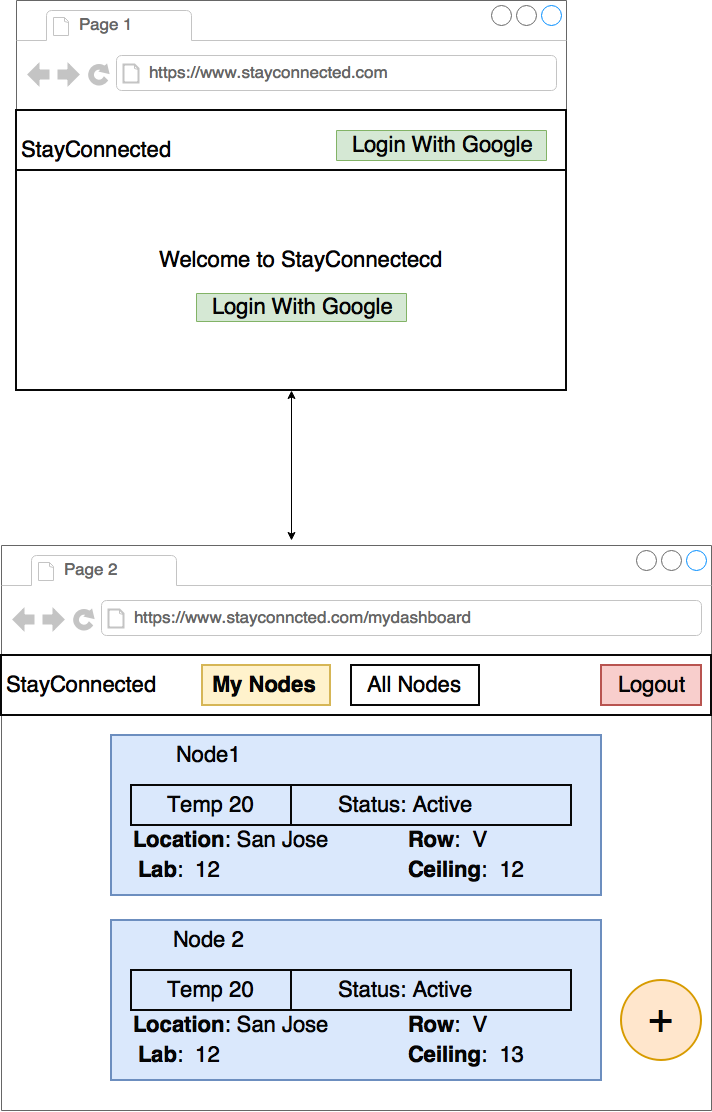 Page 1
https://www.stayconnected.com
StayConnected Login With Google
Welcome to StayConnectecd
Login With Google
Page 2
https://www.stayconncted.com/mydashboard
StayConnected My Nodes All Nodes Logout
Node1
Temp 20 Status: Active
Location: San Jose Row: V
Lab: 12 Ceiling: 12
Node 2
Temp 20 Status: Active
Location: San Jose Row: V
Lab: 12 Ceiling: 13
+